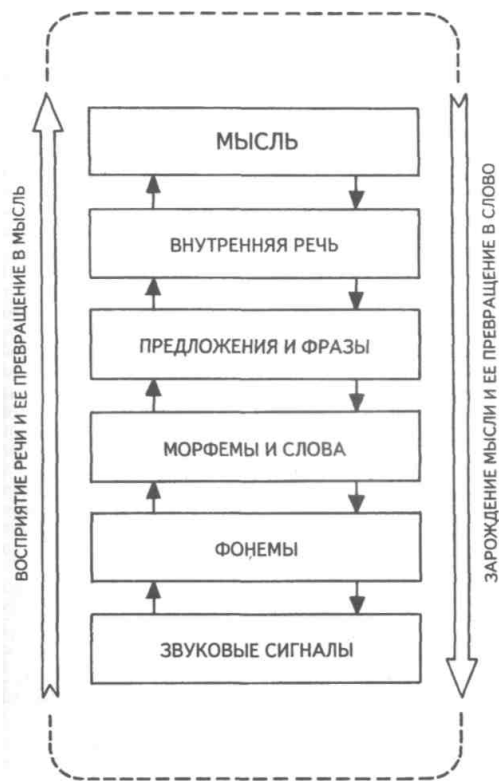 МЫСЛЬ
ВНУТРЕННЯЯ РЕЧЬ
ПРЕДЛОЖЕНИЯ И ФРАЗЫ
МОРФЕМЫ И СЛОВА
ФОНЕМЫ
ЗВУКОВЫЕ СИГНАЛЫ
ВОСПРИЯТИЕ РЕЧИ И ЕЕ ПРЕВРАЩЕНИЕ В МЫСЛЬ
ЗАРОЖДЕНИЕ МЫСЛИ И ЕЕ ПРЕВРАЩЕНИЕ В СЛОВО